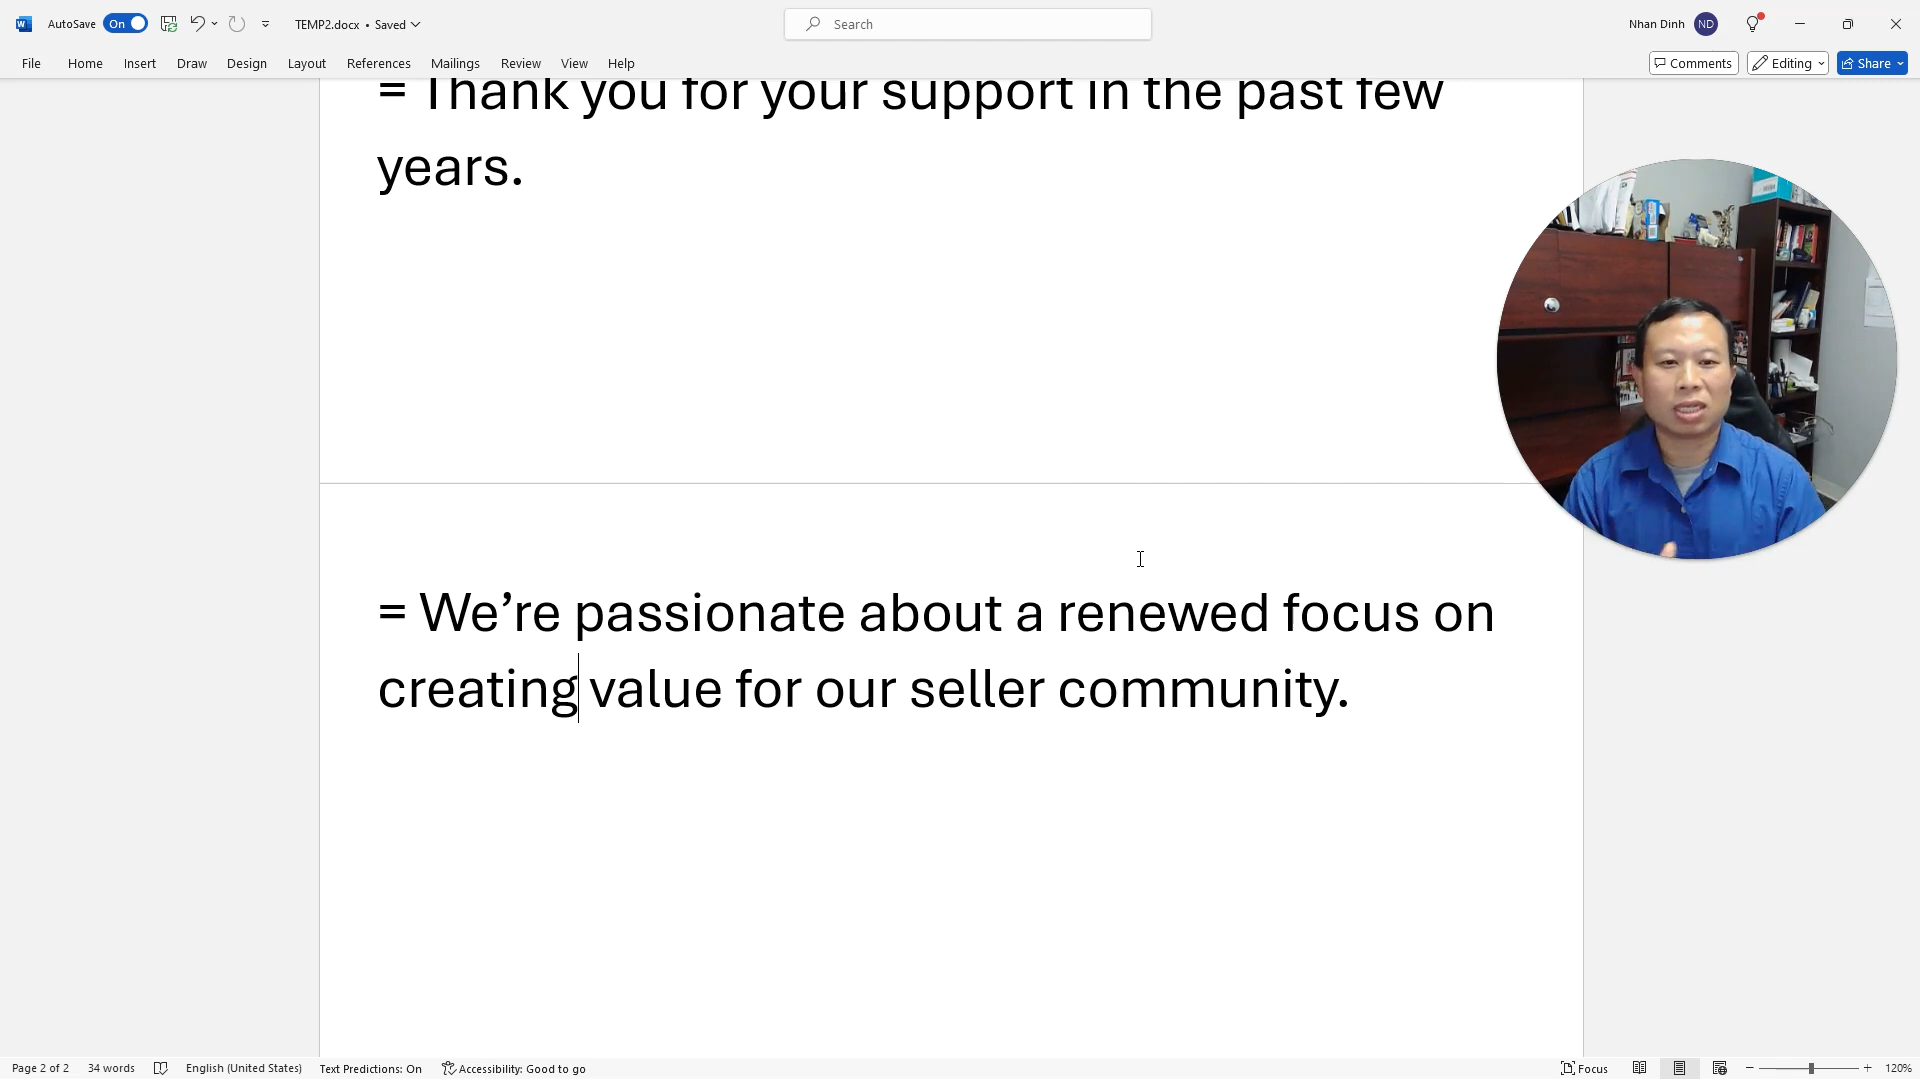 AutoSave On TEMP2.docx • Saved Search Nhan Dinh ND
File Home Insert Draw Design Layout References Mailings Review View Help Comments Editing Share
= Thank you for your support in the past few
years.
= We’re passionate about a renewed focus on
creating value for our seller community.
Page 2 of 2 34 words English (United States) Text Predictions: On Accessibility: Good to go Focus 120%